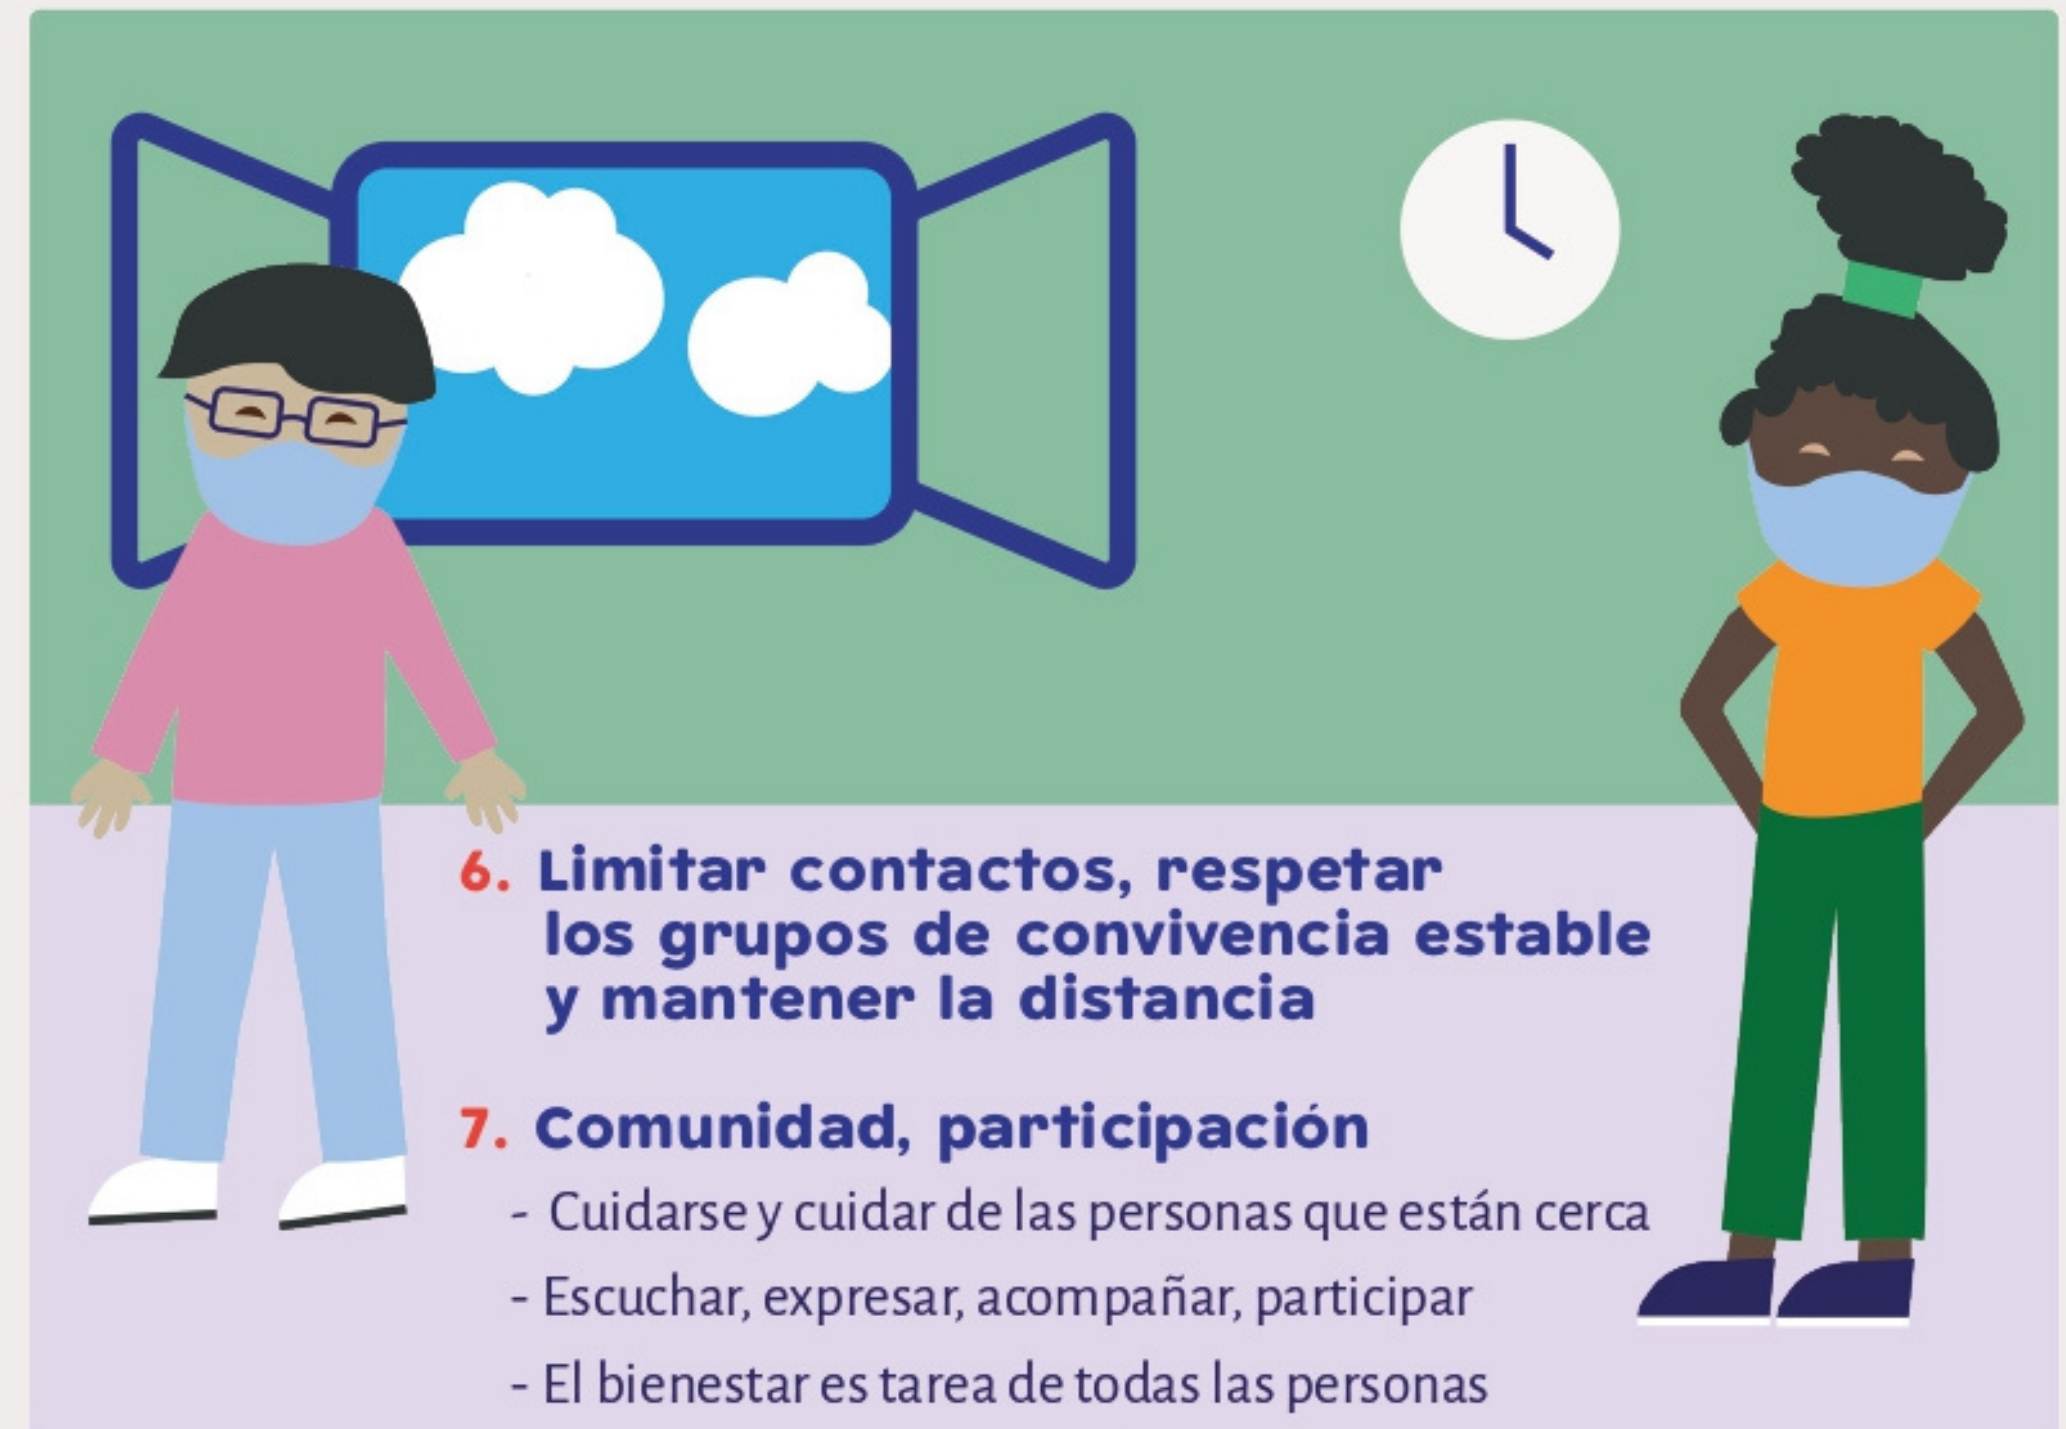 6. Limitar contactos, respetar
los grupos de convivencia estable
y mantener la distancia
7. Comunidad, participación
- Cuidarse y cuidar de las personas que están cerca
- Escuchar, expresar, acompañar, participar
- El bienestar es tarea de todas las personas